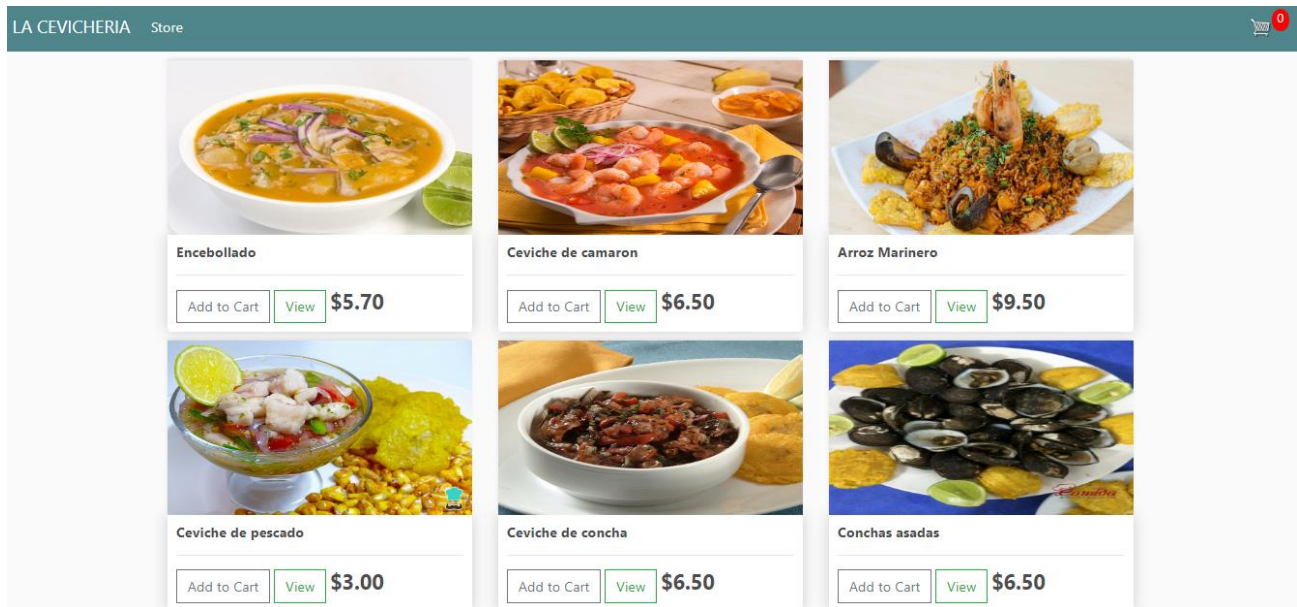 LA CEVICHERIA Store 0
Encebollado
Add to Cart View $5.70
Ceviche de camaron
Add to Cart View $6.50
Arroz Marinero
Add to Cart View $9.50
Ceviche de pescado
Add to Cart View $3.00
Ceviche de concha
Add to Cart View $6.50
Conchas asadas
Add to Cart View $6.50